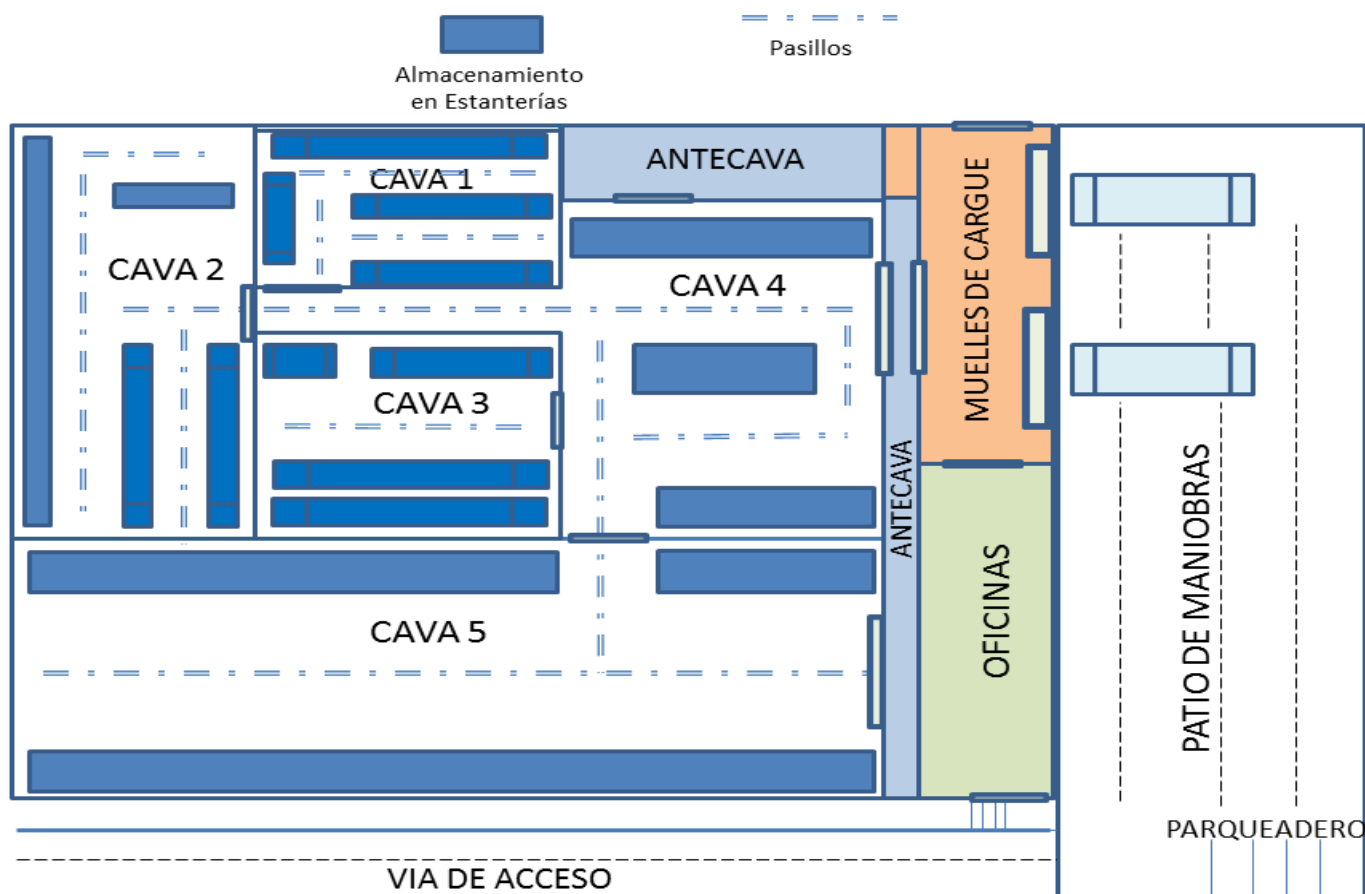 Pasillos
Almacenamiento
en Estanterías
ANTECAVA
CAVA 1
MUELLES DE CARGUE
CAVA 2
CAVA 4
CAVA 3
ANTECAVA
PATIO DE MANIOBRAS
OFICINAS
CAVA 5
PARQUEADERO
VIA DE ACCESO